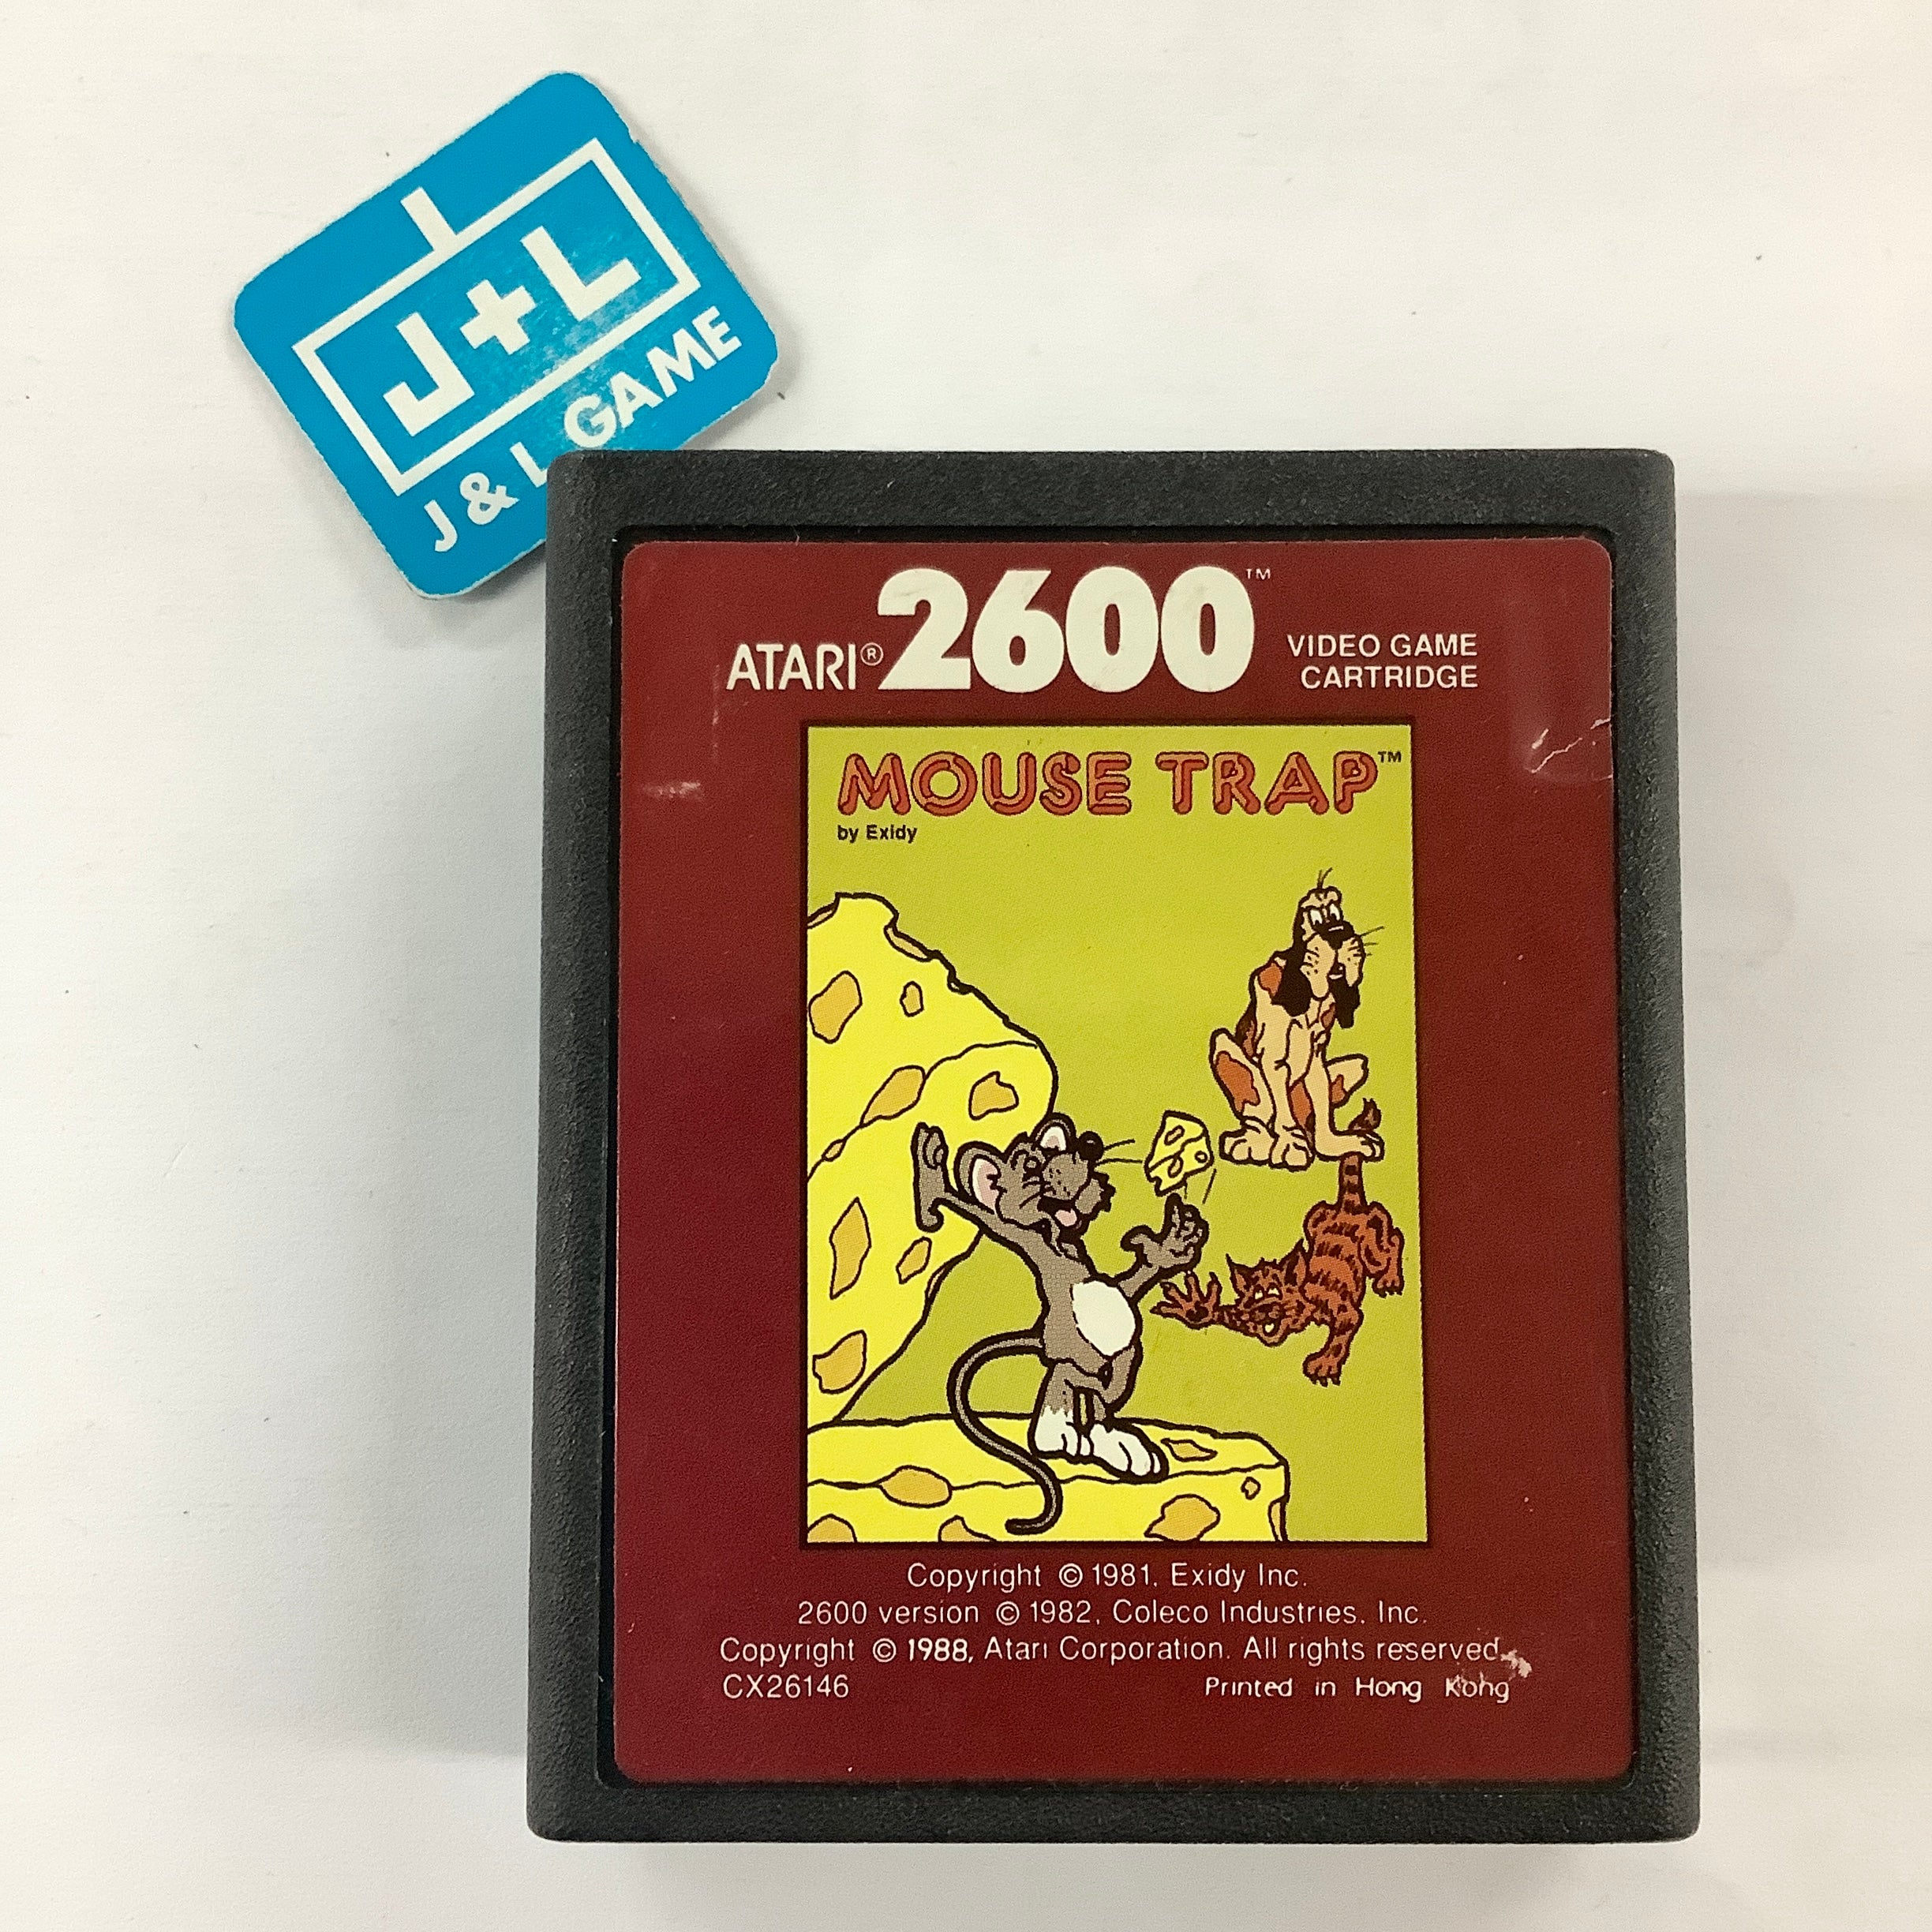 J+L
J & L GAME
ATARI® 2600™ VIDEO GAME
CARTRIDGE
MOUSE TRAP™
by Exidy
Copyright © 1981, Exidy Inc.
2600 version © 1982, Coleco Industries, Inc.
Copyright © 1988, Atari Corporation. All rights reserved.
CX26146 Printed in Hong Kong